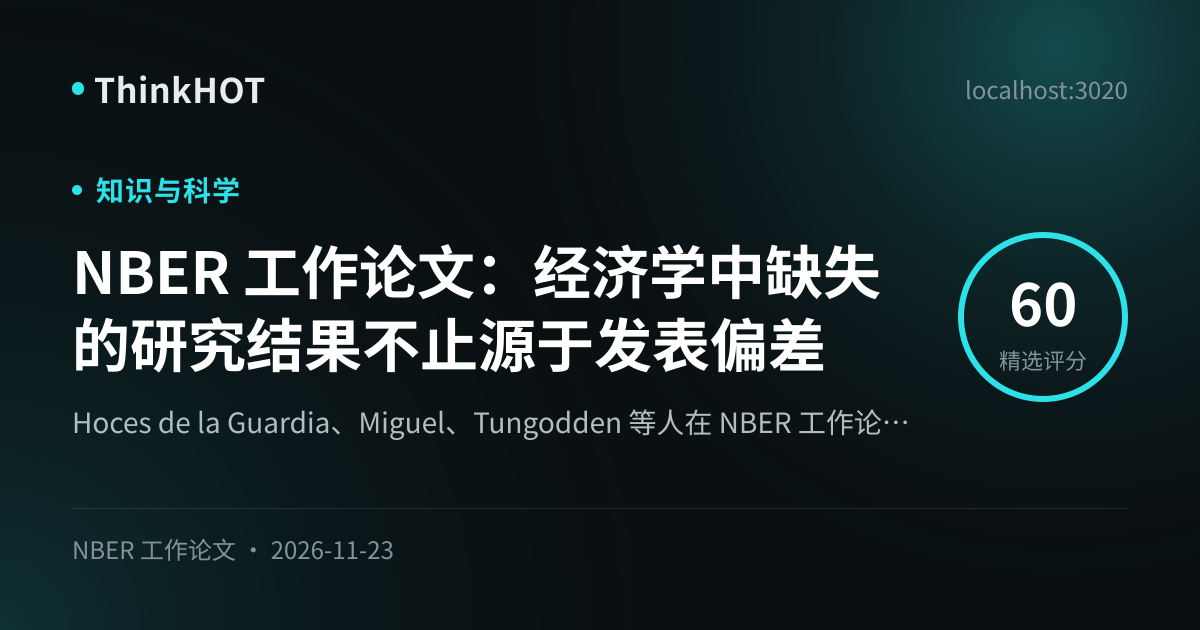 ThinkHOT
localhost:3020
知识与科学
NBER 工作论文：经济学中缺失
的研究结果不止源于发表偏差
60
精选评分
Hoces de la Guardia、Miguel、Tungodden 等人在 NBER 工作论…
NBER 工作论文 · 2026-11-23